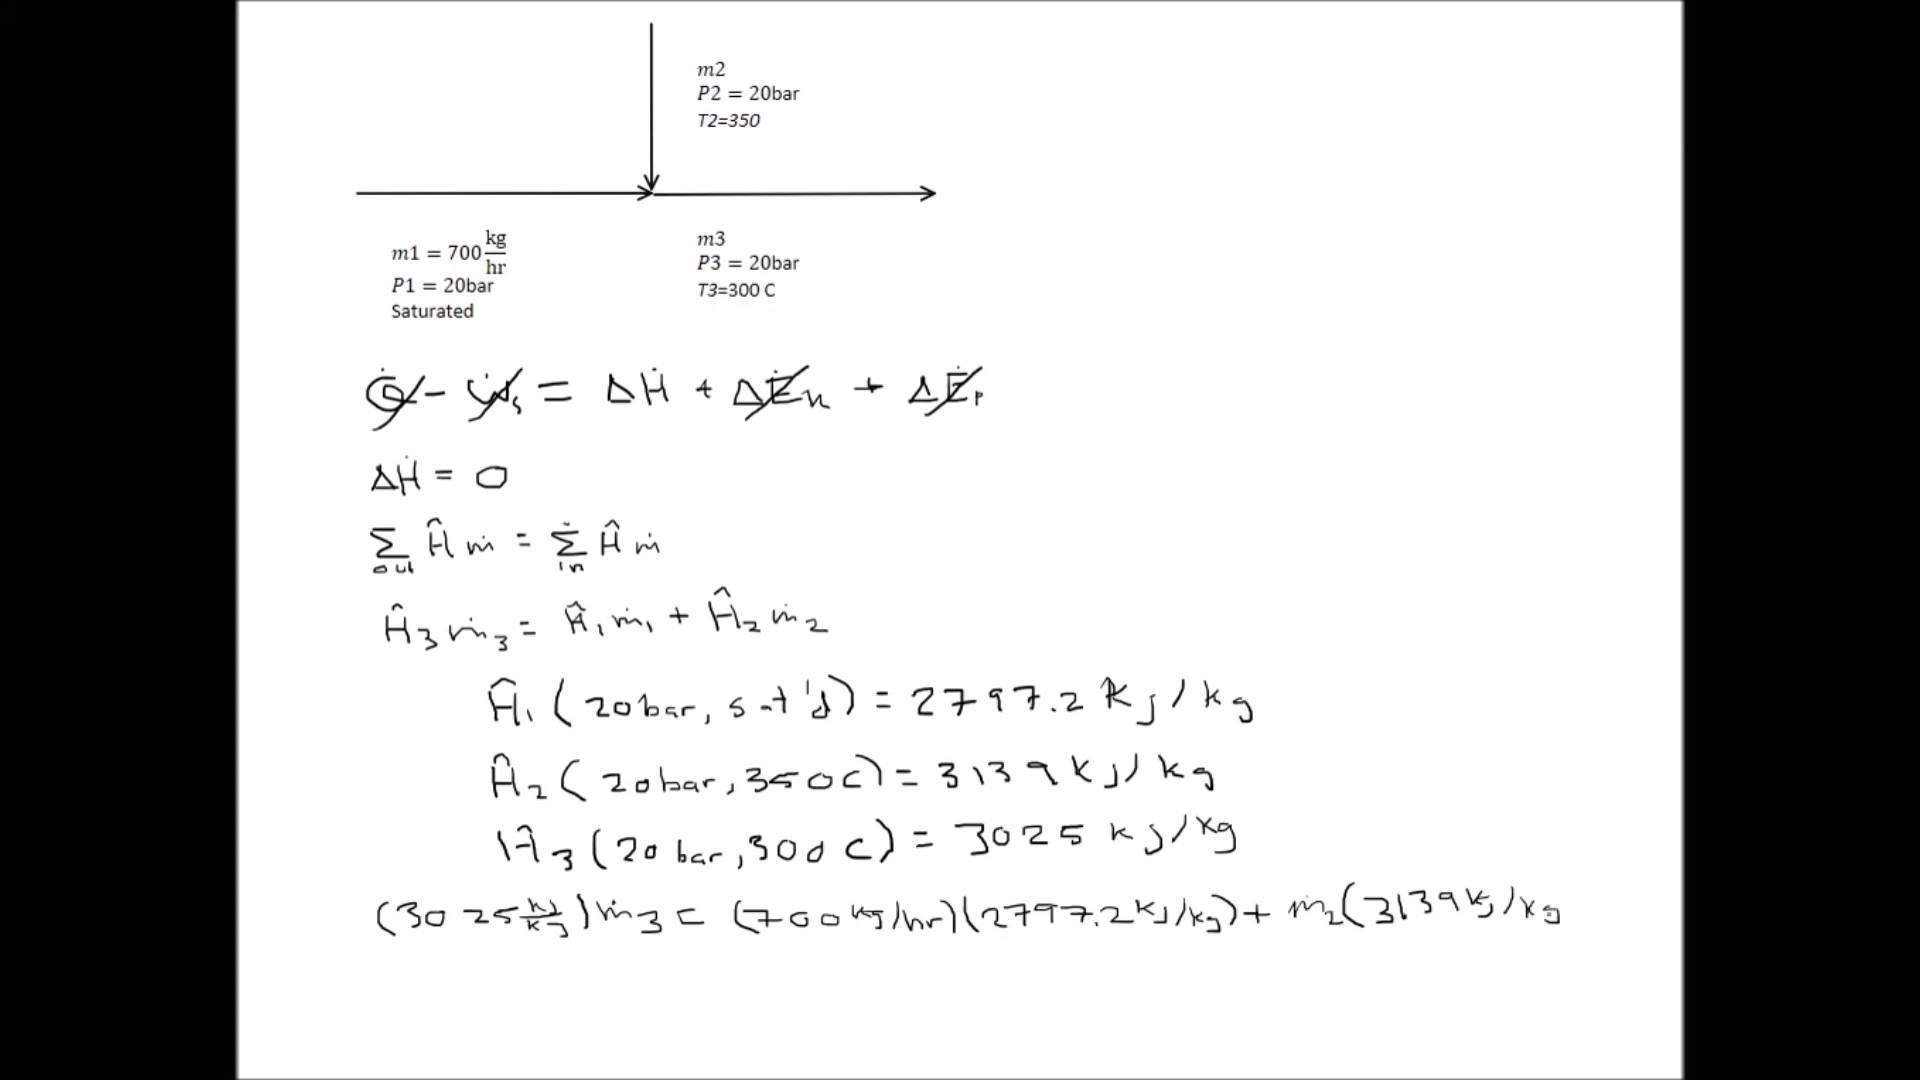 m2
P2 = 20bar
T2=350
m1 = 700 kg/hr
P1 = 20bar
Saturated
m3
P3 = 20bar
T3=300 C
Q̇ - Ẇs = ΔḢ + ΔĖk + ΔĖp
ΔḢ = 0
Σout Ĥ ṁ = Σin Ĥ ṁ
Ĥ3 ṁ3 = Ĥ1 ṁ1 + Ĥ2 ṁ2
Ĥ1 (20bar, sat'd) = 2797.2 kj/kg
Ĥ2 (20bar, 350C) = 3139 kj/kg
Ĥ3 (20 bar, 300 C) = 3025 kj/kg
(3025 kj/kg) ṁ3 = (700 kg/hr)(2797.2 kj/kg) + ṁ2 (3139 kj/kg